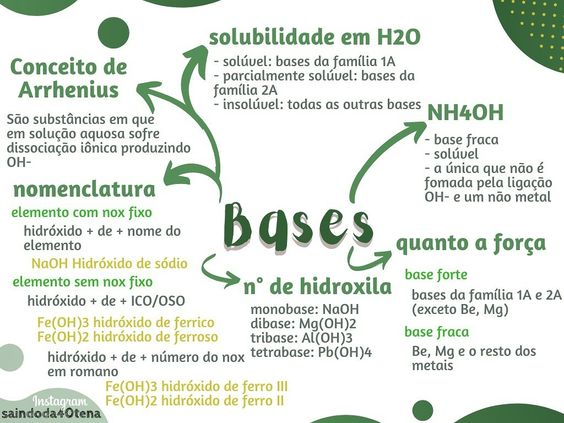 solubilidade em H2O
- solúvel: bases da família 1A
- parcialmente solúvel: bases da
família 2A
- insolúvel: todas as outras bases
Conceito de
Arrhenius
São substâncias em que
em solução aquosa sofre
dissociação iônica produzindo
OH-
NH4OH
- base fraca
- solúvel
- a única que não é
fomada pela ligação
OH- e um não metal
nomenclatura
elemento com nox fixo
hidróxido + de + nome do
elemento
NaOH Hidróxido de sódio
elemento sem nox fixo
hidróxido + de + ICO/OSO
Fe(OH)3 hidróxido de ferrico
Fe(OH)2 hidróxido de ferroso
hidróxido + de + número do nox
em romano
Fe(OH)3 hidróxido de ferro III
Fe(OH)2 hidróxido de ferro II
Bases
n° de hidroxila
monobase: NaOH
dibase: Mg(OH)2
tribase: Al(OH)3
tetrabase: Pb(OH)4
quanto a força
base forte
bases da família 1A e 2A
(exceto Be, Mg)
base fraca
Be, Mg e o resto dos
metais
Instagram
saindoda40tena